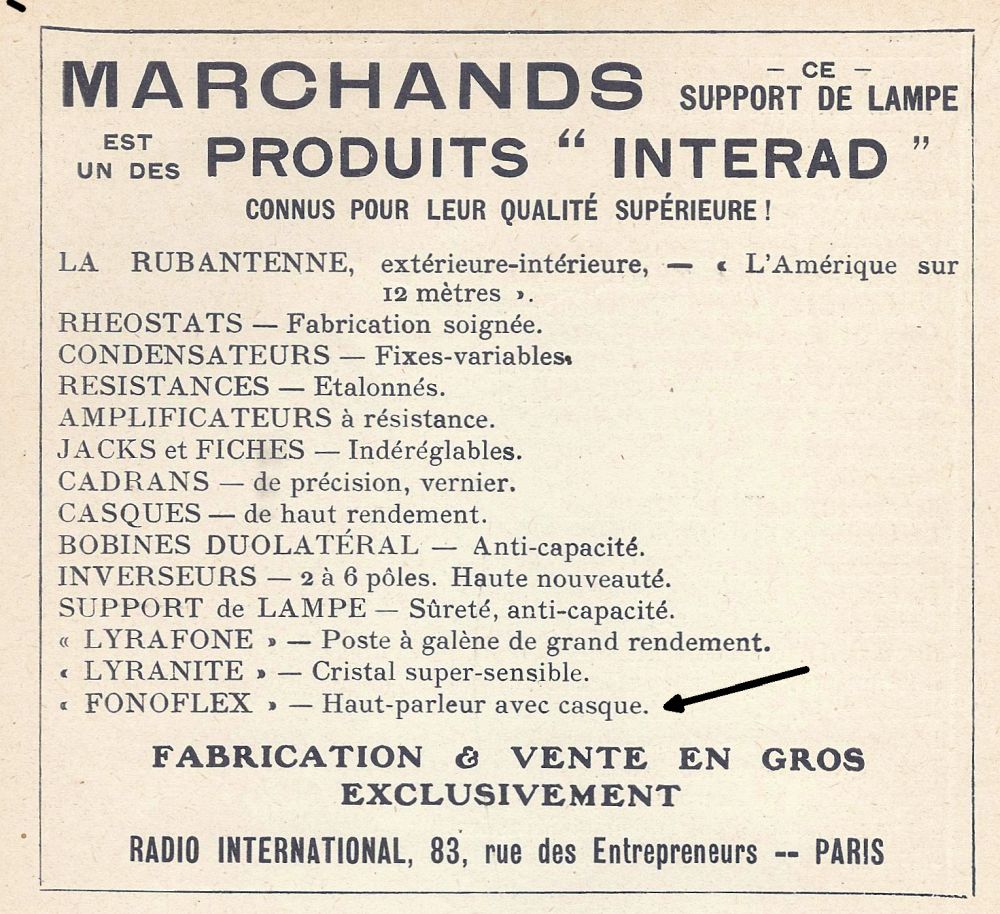 MARCHANDS — CE —
SUPPORT DE LAMPE
EST
UN DES PRODUITS “ INTERAD ”
CONNUS POUR LEUR QUALITÉ SUPÉRIEURE !
LA RUBANTENNE, extérieure-intérieure, — « L'Amérique sur
12 mètres ».
RHEOSTATS — Fabrication soignée.
CONDENSATEURS — Fixes-variables.
RESISTANCES — Etalonnés.
AMPLIFICATEURS à résistance.
JACKS et FICHES — Indéréglables.
CADRANS — de précision, vernier.
CASQUES — de haut rendement.
BOBINES DUOLATÉRAL — Anti-capacité.
INVERSEURS — 2 à 6 pôles. Haute nouveauté.
SUPPORT de LAMPE — Sûreté, anti-capacité.
« LYRAFONE » — Poste à galène de grand rendement.
« LYRANITE » — Cristal super-sensible.
« FONOFLEX » — Haut-parleur avec casque.
FABRICATION & VENTE EN GROS
EXCLUSIVEMENT
RADIO INTERNATIONAL, 83, rue des Entrepreneurs -- PARIS